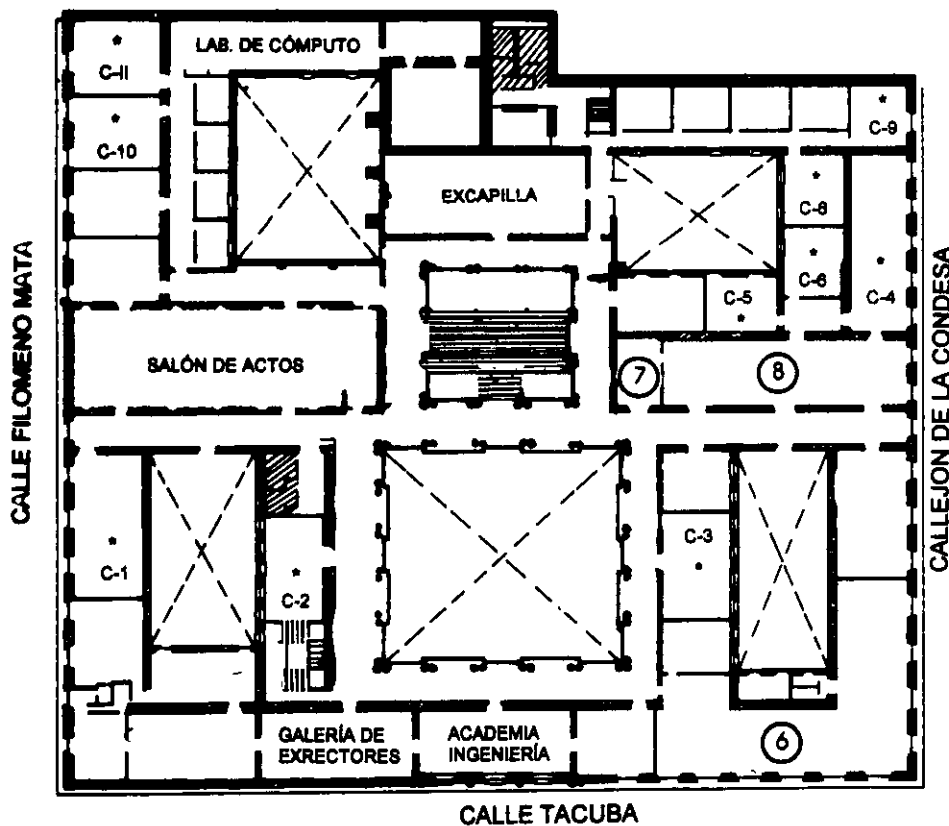 LAB. DE CÓMPUTO
C-11
C-10
C-9
EXCAPILLA
C-8
C-6
C-5
C-4
SALÓN DE ACTOS
7
8
CALLE FILOMENO MATA
CALLEJON DE LA CONDESA
C-1
C-2
C-3
GALERÍA DE
EXRECTORES
ACADEMIA
INGENIERÍA
6
CALLE TACUBA